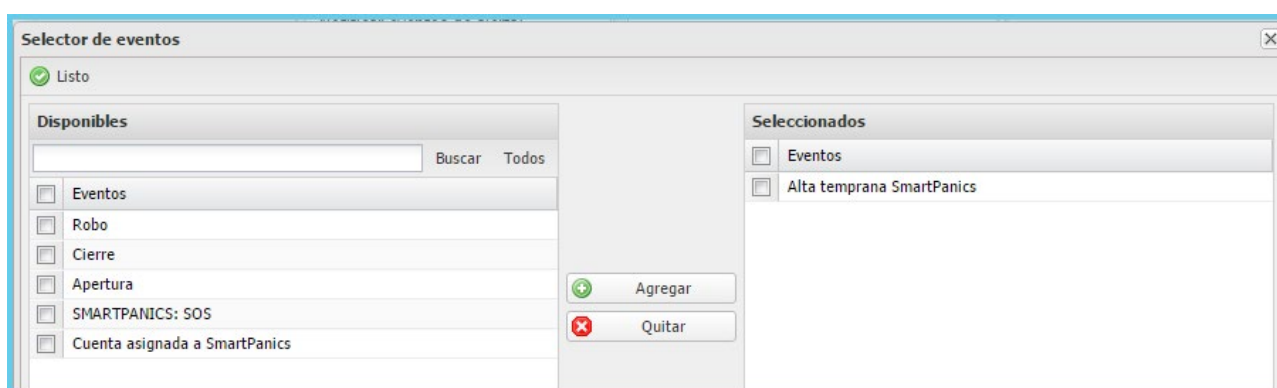 Selector de eventos
Listo
Disponibles
Buscar Todos
Eventos
Robo
Cierre
Apertura
SMARTPANICS: SOS
Cuenta asignada a SmartPanics
Agregar
Quitar
Seleccionados
Eventos
Alta temprana SmartPanics